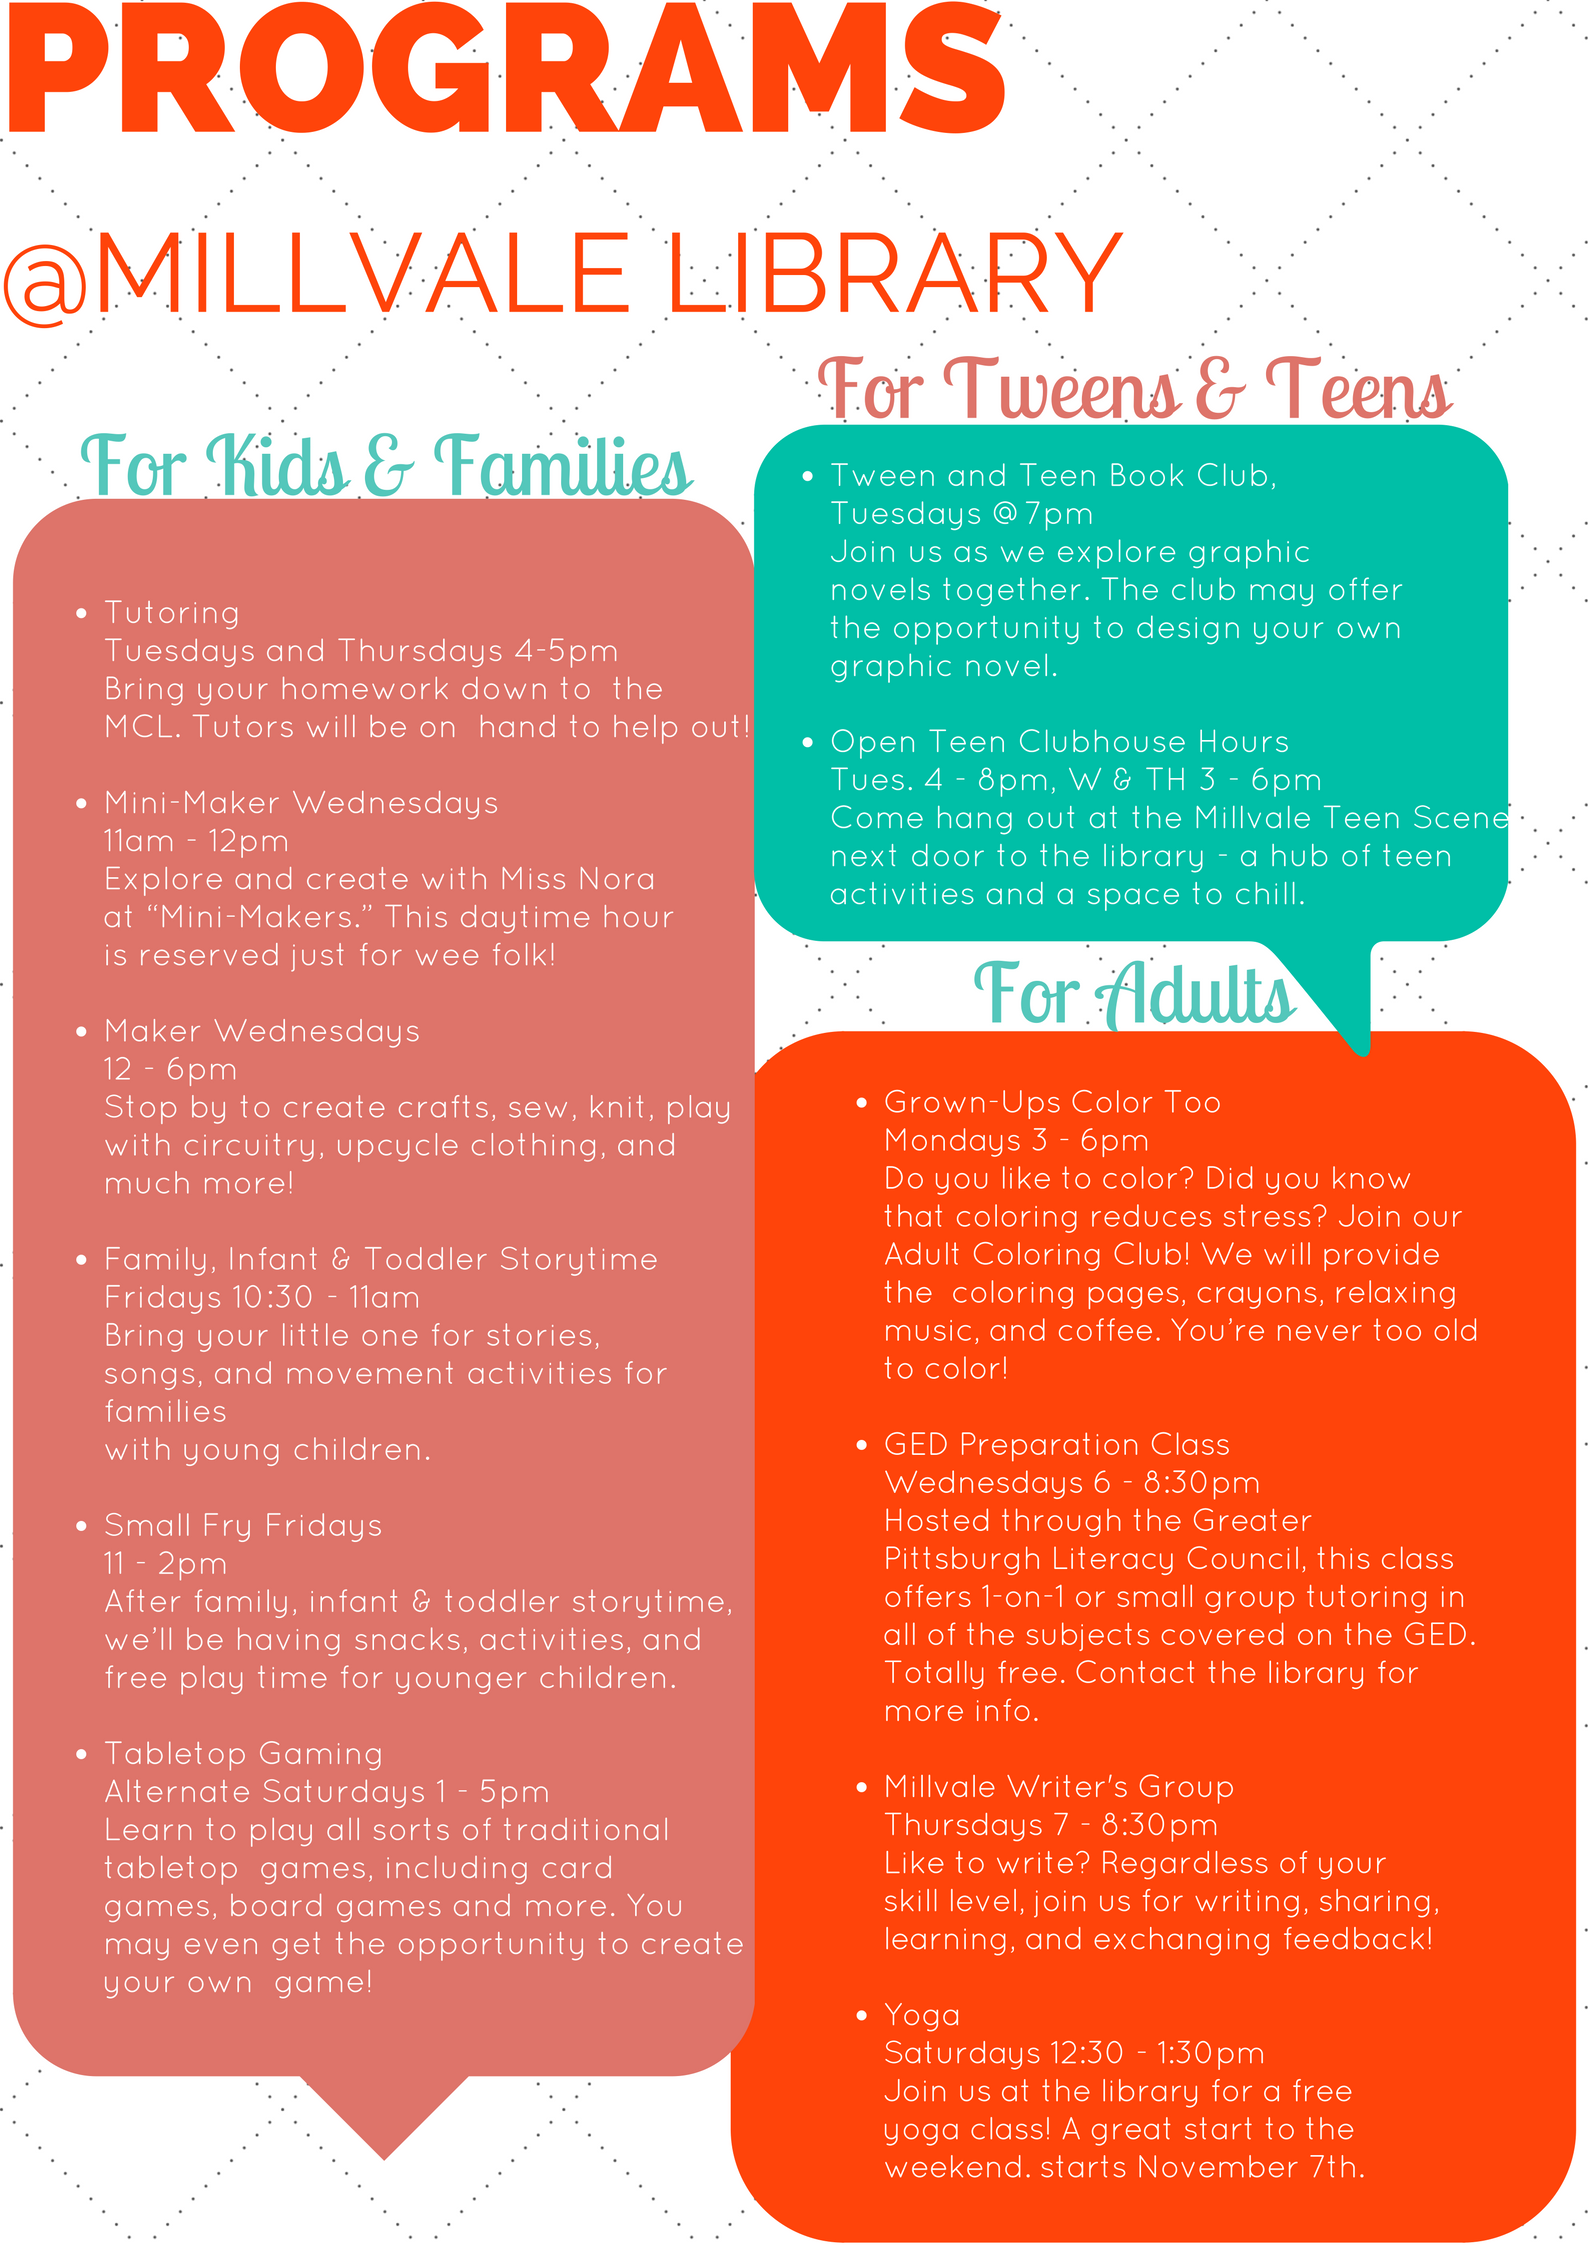 PROGRAMS
@MILLVALE LIBRARY
For Kids & Families
• Tutoring
Tuesdays and Thursdays 4-5pm
Bring your homework down to the
MCL. Tutors will be on hand to help out!
• Mini-Maker Wednesdays
11am - 12pm
Explore and create with Miss Nora
at “Mini-Makers.” This daytime hour
is reserved just for wee folk!
• Maker Wednesdays
12 - 6pm
Stop by to create crafts, sew, knit, play
with circuitry, upcycle clothing, and
much more!
• Family, Infant & Toddler Storytime
Fridays 10:30 - 11am
Bring your little one for stories,
songs, and movement activities for
families
with young children.
• Small Fry Fridays
11 - 2pm
After family, infant & toddler storytime,
we’ll be having snacks, activities, and
free play time for younger children.
• Tabletop Gaming
Alternate Saturdays 1 - 5pm
Learn to play all sorts of traditional
tabletop games, including card
games, board games and more. You
may even get the opportunity to create
your own game!
For Tweens & Teens
• Tween and Teen Book Club,
Tuesdays @ 7pm
Join us as we explore graphic
novels together. The club may offer
the opportunity to design your own
graphic novel.
• Open Teen Clubhouse Hours
Tues. 4 - 8pm, W & TH 3 - 6pm
Come hang out at the Millvale Teen Scene
next door to the library - a hub of teen
activities and a space to chill.
For Adults
• Grown-Ups Color Too
Mondays 3 - 6pm
Do you like to color? Did you know
that coloring reduces stress? Join our
Adult Coloring Club! We will provide
the coloring pages, crayons, relaxing
music, and coffee. You’re never too old
to color!
• GED Preparation Class
Wednesdays 6 - 8:30pm
Hosted through the Greater
Pittsburgh Literacy Council, this class
offers 1-on-1 or small group tutoring in
all of the subjects covered on the GED.
Totally free. Contact the library for
more info.
• Millvale Writer's Group
Thursdays 7 - 8:30pm
Like to write? Regardless of your
skill level, join us for writing, sharing,
learning, and exchanging feedback!
• Yoga
Saturdays 12:30 - 1:30pm
Join us at the library for a free
yoga class! A great start to the
weekend. starts November 7th.